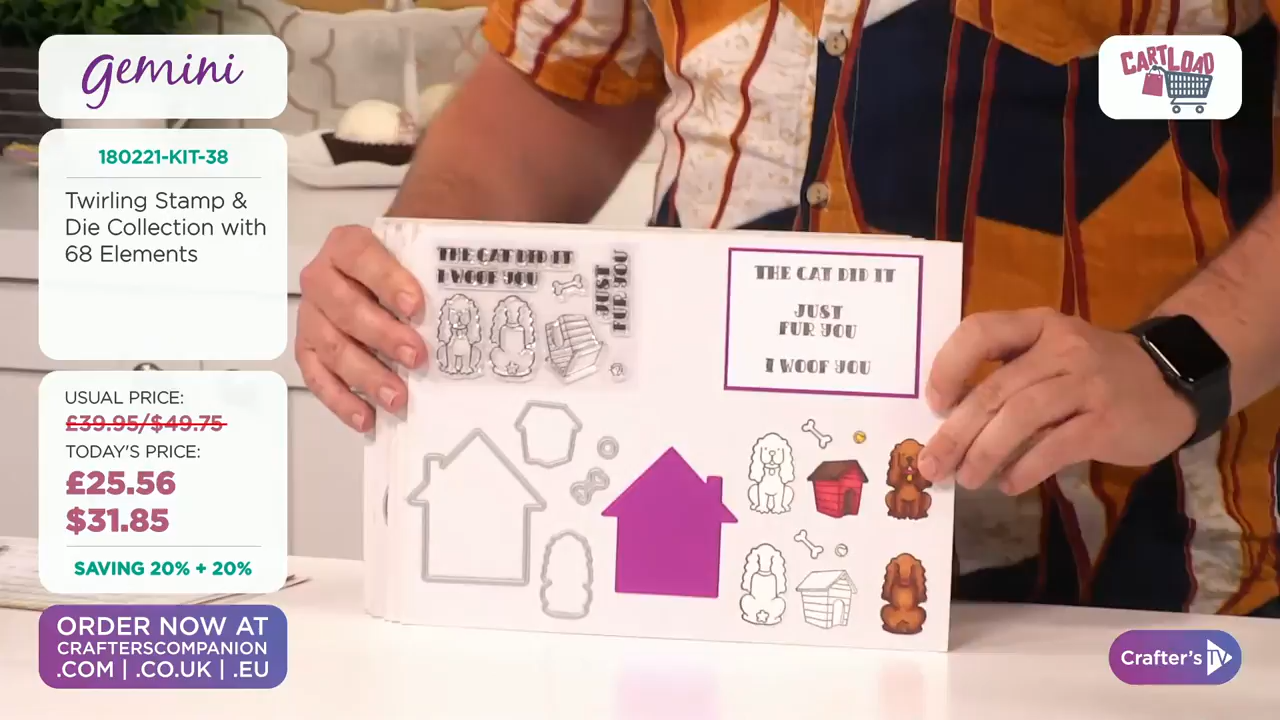 gemini
180221-KIT-38
Twirling Stamp &
Die Collection with
68 Elements
USUAL PRICE:
£39.95/$49.75
TODAY'S PRICE:
£25.56
$31.85
SAVING 20% + 20%
ORDER NOW AT
CRAFTERSCOMPANION
.COM | .CO.UK | .EU
CARTLOAD
THE CAT DID IT
I WOOF YOU
JUST
FUR YOU
THE CAT DID IT
JUST
FUR YOU
I WOOF YOU
Crafter's TV